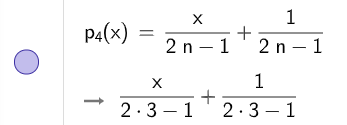 p₄(x) = x/(2 n − 1) + 1/(2 n − 1)
→ x/(2 · 3 − 1) + 1/(2 · 3 − 1)